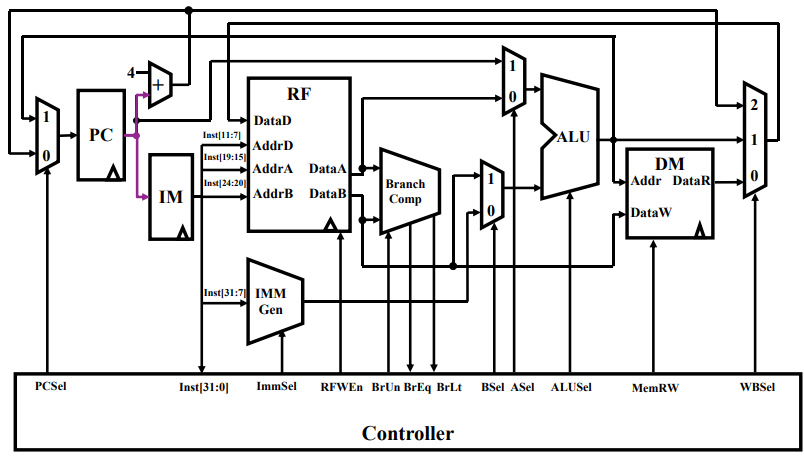 4
+
1
0
PC
IM
Inst[11:7]
Inst[19:15]
Inst[24:20]
RF
DataD
AddrD
AddrA
AddrB
DataA
DataB
Inst[31:7]
IMM
Gen
Branch
Comp
1
0
1
0
ALU
DM
Addr
DataR
DataW
2
1
0
PCSel
Inst[31:0]
ImmSel
RFWEn
BrUn
BrEq
BrLt
BSel
ASel
ALUSel
MemRW
WBSel
Controller